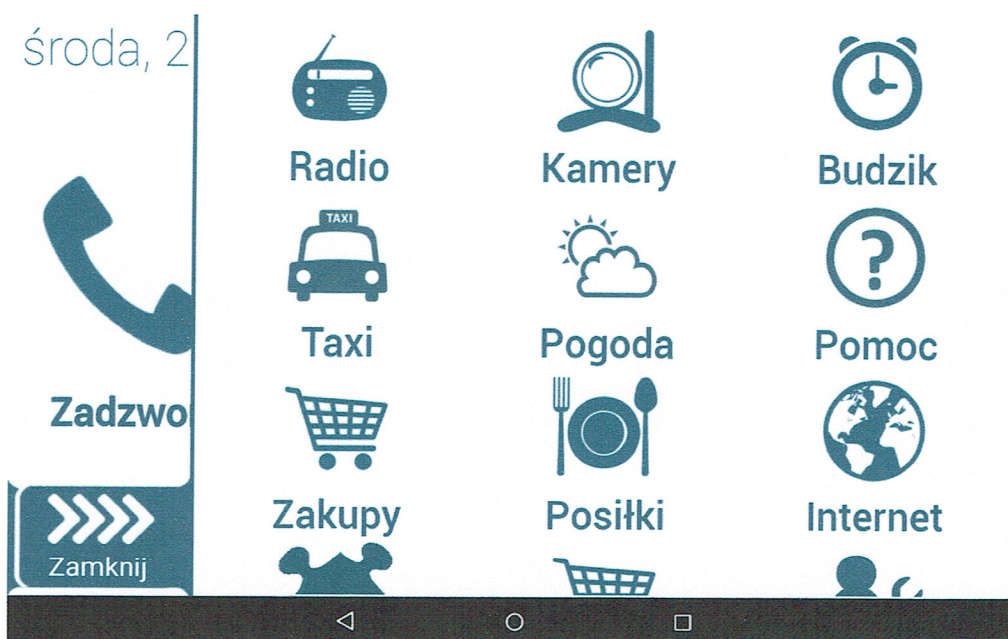 środa, 2
Zadzwo
Zamknij
Radio
Kamery
Budzik
TAXI
Taxi
Pogoda
?
Pomoc
Zakupy
Posiłki
Internet